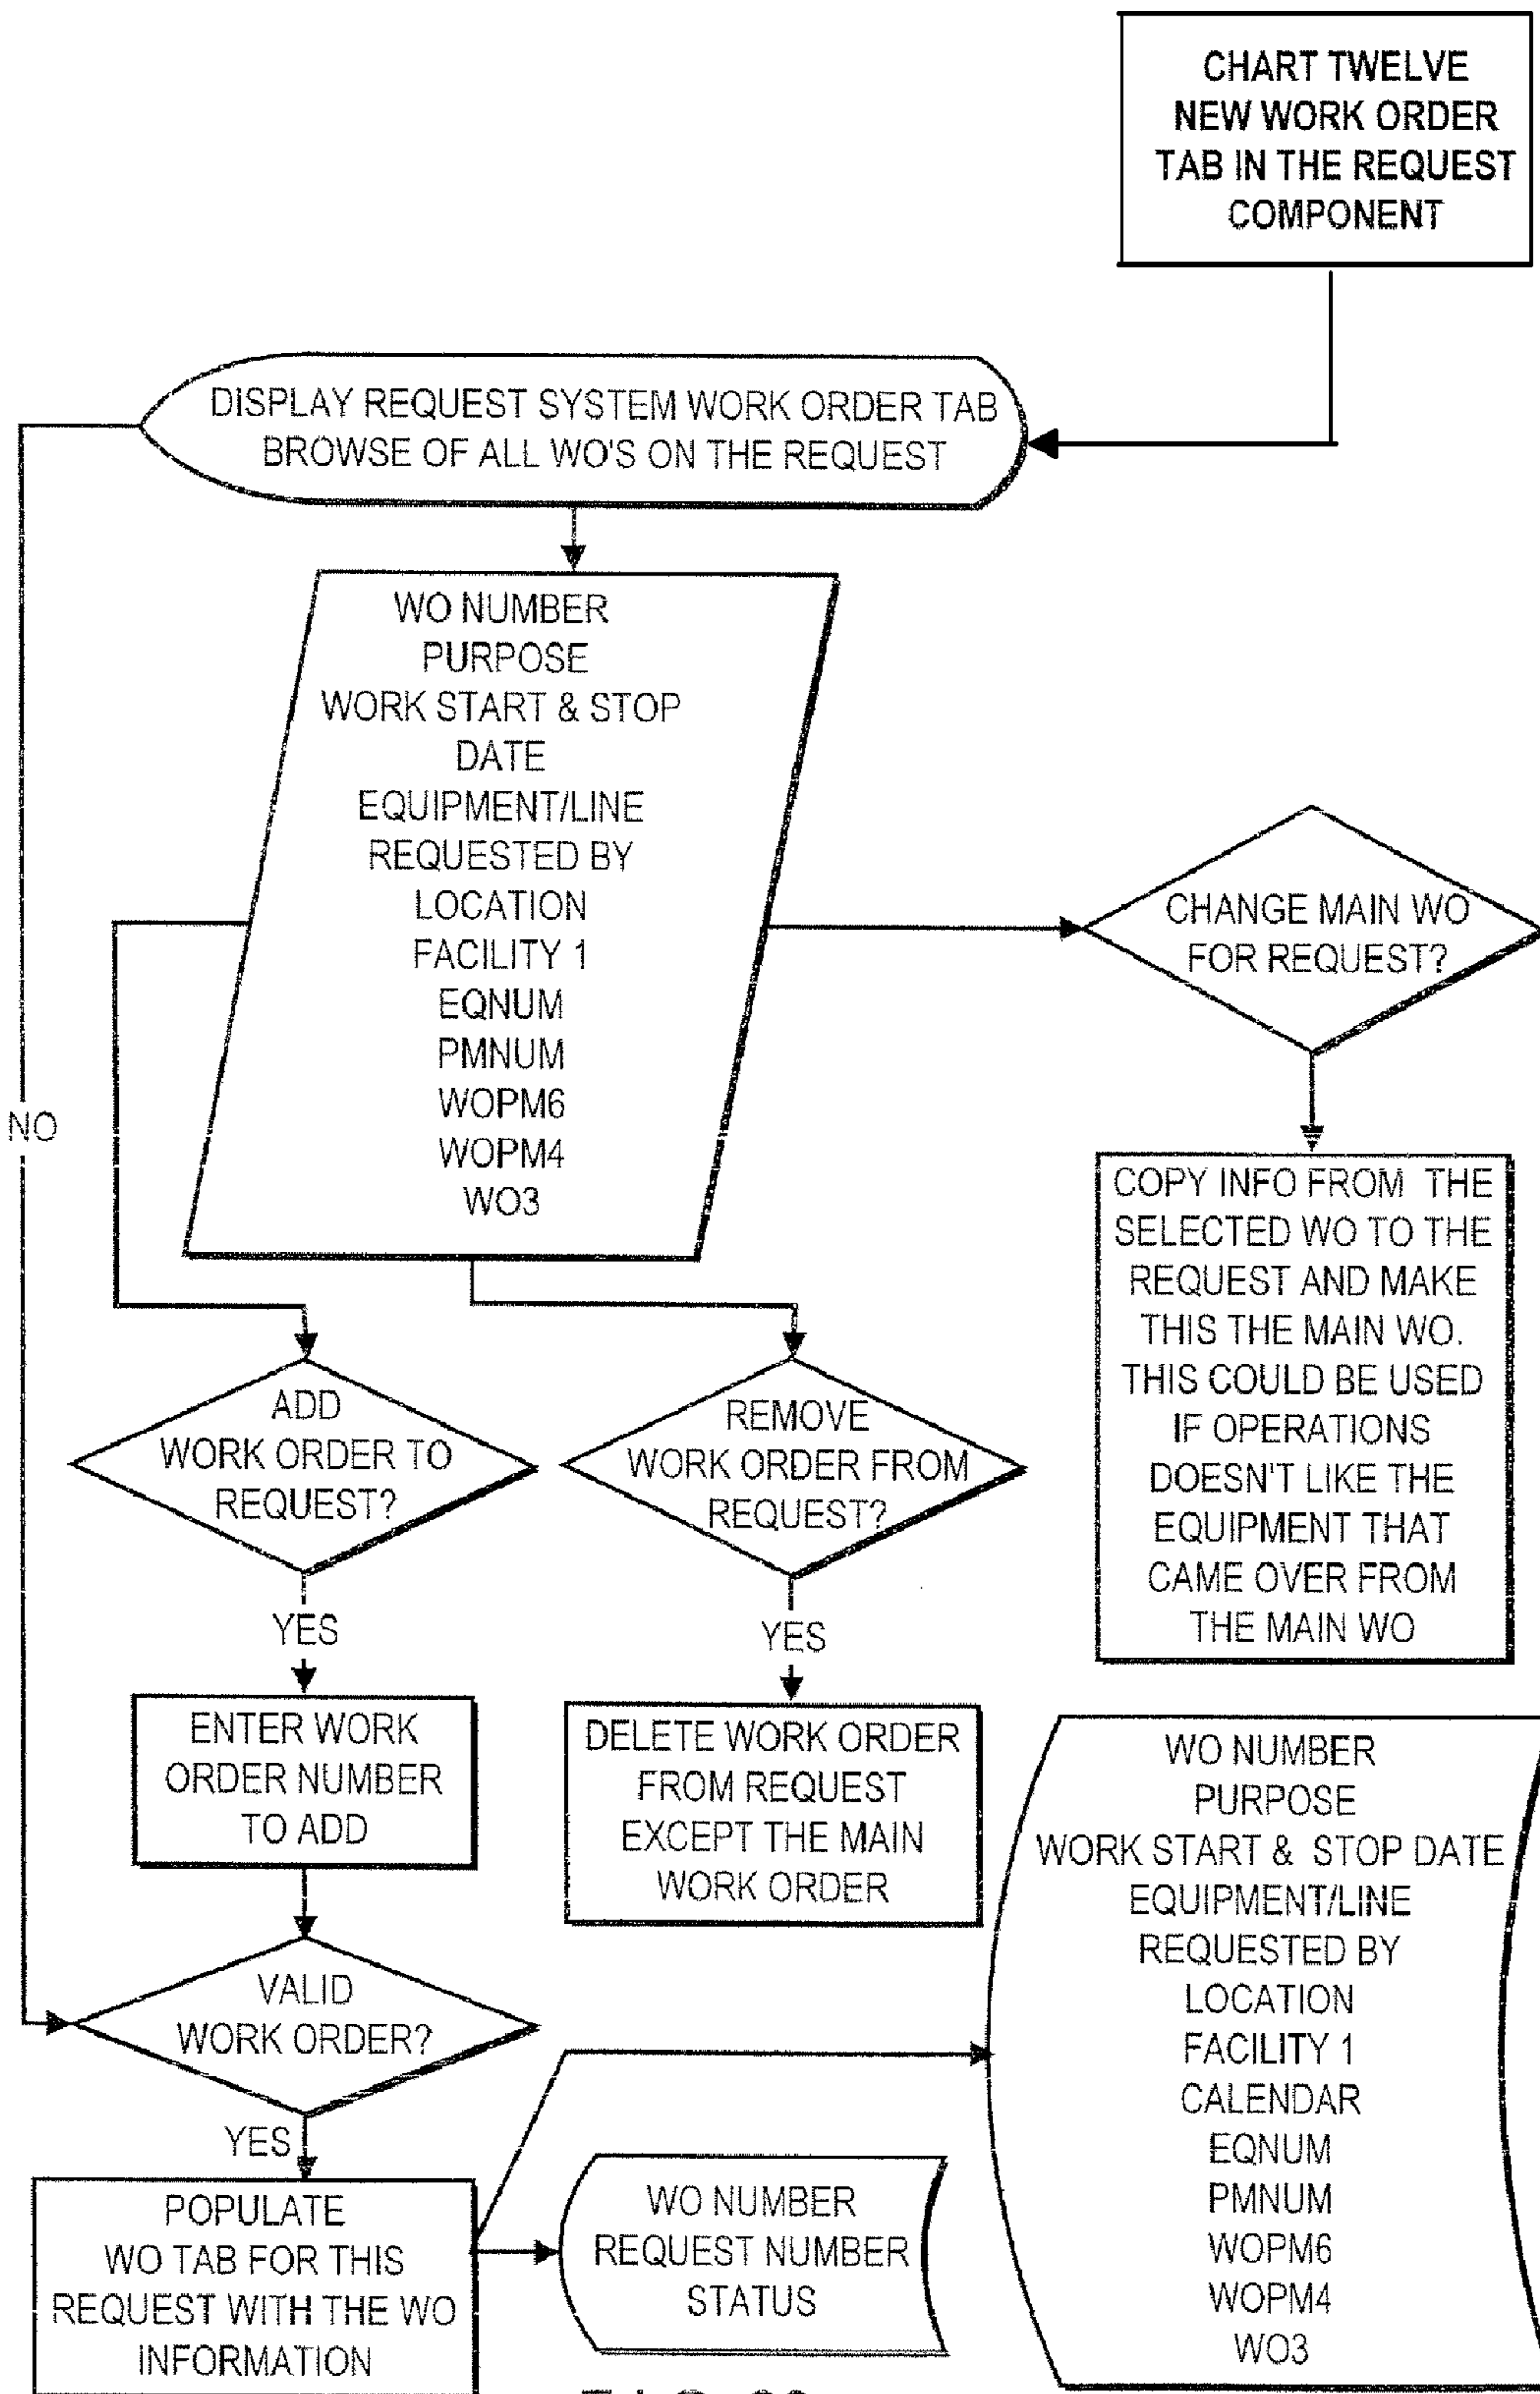 CHART TWELVE
NEW WORK ORDER
TAB IN THE REQUEST
COMPONENT
DISPLAY REQUEST SYSTEM WORK ORDER TAB
BROWSE OF ALL WO'S ON THE REQUEST
WO NUMBER
PURPOSE
WORK START & STOP
DATE
EQUIPMENT/LINE
REQUESTED BY
LOCATION
FACILITY 1
EQNUM
PMNUM
WOPM6
WOPM4
WO3
CHANGE MAIN WO
FOR REQUEST?
NO
COPY INFO FROM THE
SELECTED WO TO THE
REQUEST AND MAKE
THIS THE MAIN WO.
THIS COULD BE USED
IF OPERATIONS
DOESN'T LIKE THE
EQUIPMENT THAT
CAME OVER FROM
THE MAIN WO
ADD
WORK ORDER TO
REQUEST?
REMOVE
WORK ORDER FROM
REQUEST?
YES
YES
ENTER WORK
ORDER NUMBER
TO ADD
DELETE WORK ORDER
FROM REQUEST
EXCEPT THE MAIN
WORK ORDER
VALID
WORK ORDER?
YES
POPULATE
WO TAB FOR THIS
REQUEST WITH THE WO
INFORMATION
WO NUMBER
REQUEST NUMBER
STATUS
WO NUMBER
PURPOSE
WORK START & STOP DATE
EQUIPMENT/LINE
REQUESTED BY
LOCATION
FACILITY 1
CALENDAR
EQNUM
PMNUM
WOPM6
WOPM4
WO3